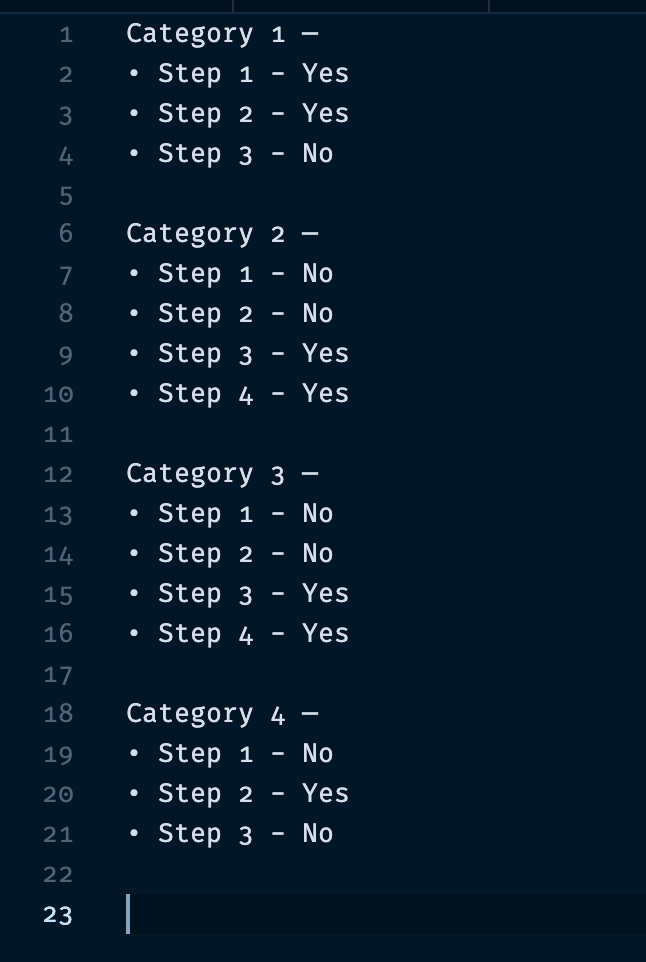 1 Category 1 –
2 • Step 1 - Yes
3 • Step 2 - Yes
4 • Step 3 - No
5
6 Category 2 –
7 • Step 1 - No
8 • Step 2 - No
9 • Step 3 - Yes
10 • Step 4 - Yes
11
12 Category 3 –
13 • Step 1 - No
14 • Step 2 - No
15 • Step 3 - Yes
16 • Step 4 - Yes
17
18 Category 4 –
19 • Step 1 - No
20 • Step 2 - Yes
21 • Step 3 - No
22
23